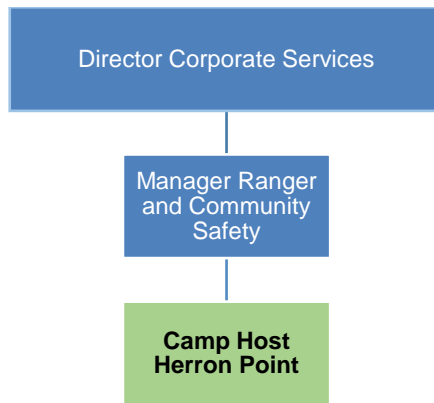 Director Corporate Services
Manager Ranger
and Community
Safety
Camp Host
Herron Point